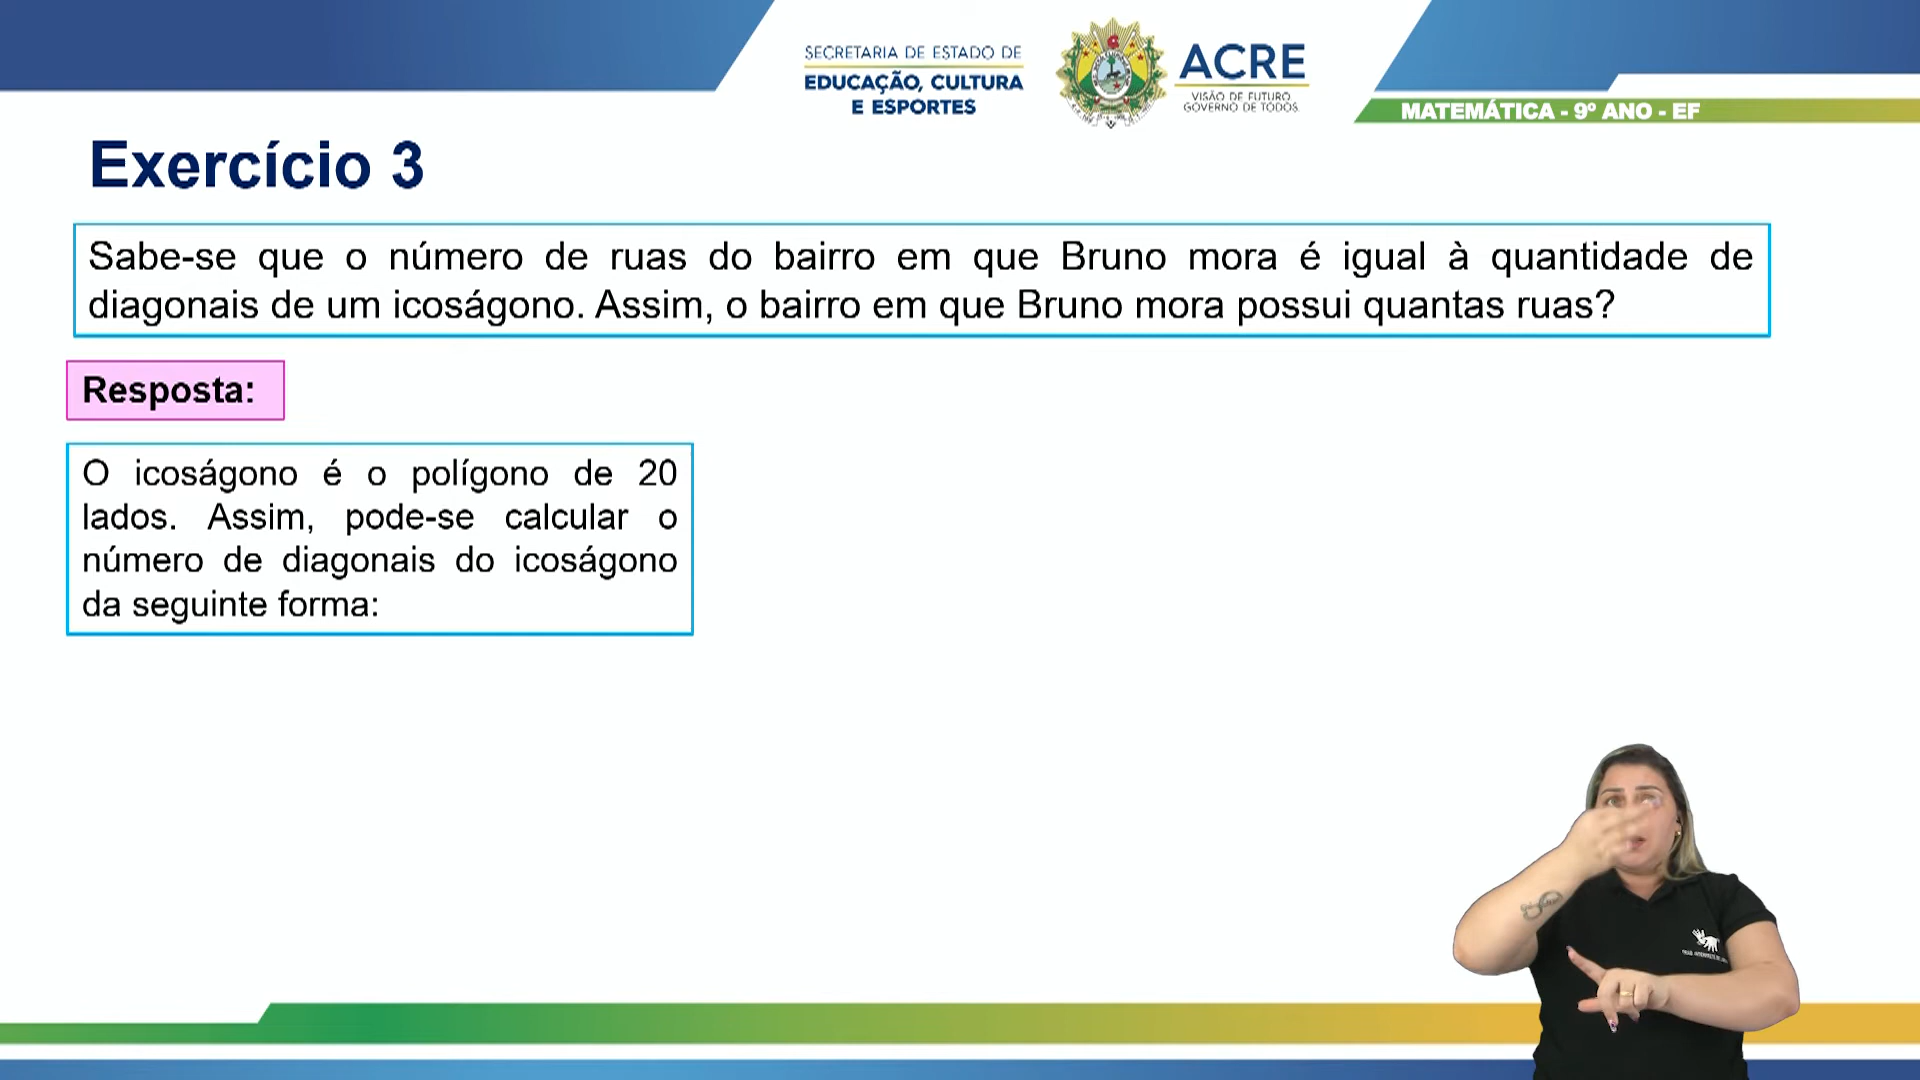 SECRETARIA DE ESTADO DE
EDUCAÇÃO, CULTURA
E ESPORTES
ACRE
VISÃO DE FUTURO
GOVERNO DE TODOS
MATEMÁTICA - 9º ANO - EF
Exercício 3
Sabe-se que o número de ruas do bairro em que Bruno mora é igual à quantidade de
diagonais de um icoságono. Assim, o bairro em que Bruno mora possui quantas ruas?
Resposta:
O icoságono é o polígono de 20
lados. Assim, pode-se calcular o
número de diagonais do icoságono
da seguinte forma: